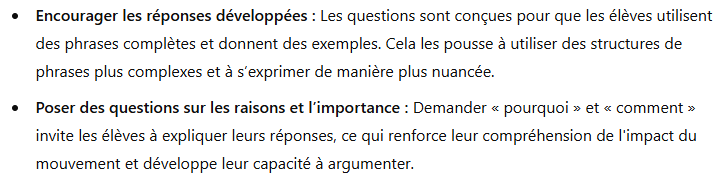 • Encourager les réponses développées : Les questions sont conçues pour que les élèves utilisent
des phrases complètes et donnent des exemples. Cela les pousse à utiliser des structures de
phrases plus complexes et à s’exprimer de manière plus nuancée.
• Poser des questions sur les raisons et l’importance : Demander « pourquoi » et « comment »
invite les élèves à expliquer leurs réponses, ce qui renforce leur compréhension de l'impact du
mouvement et développe leur capacité à argumenter.